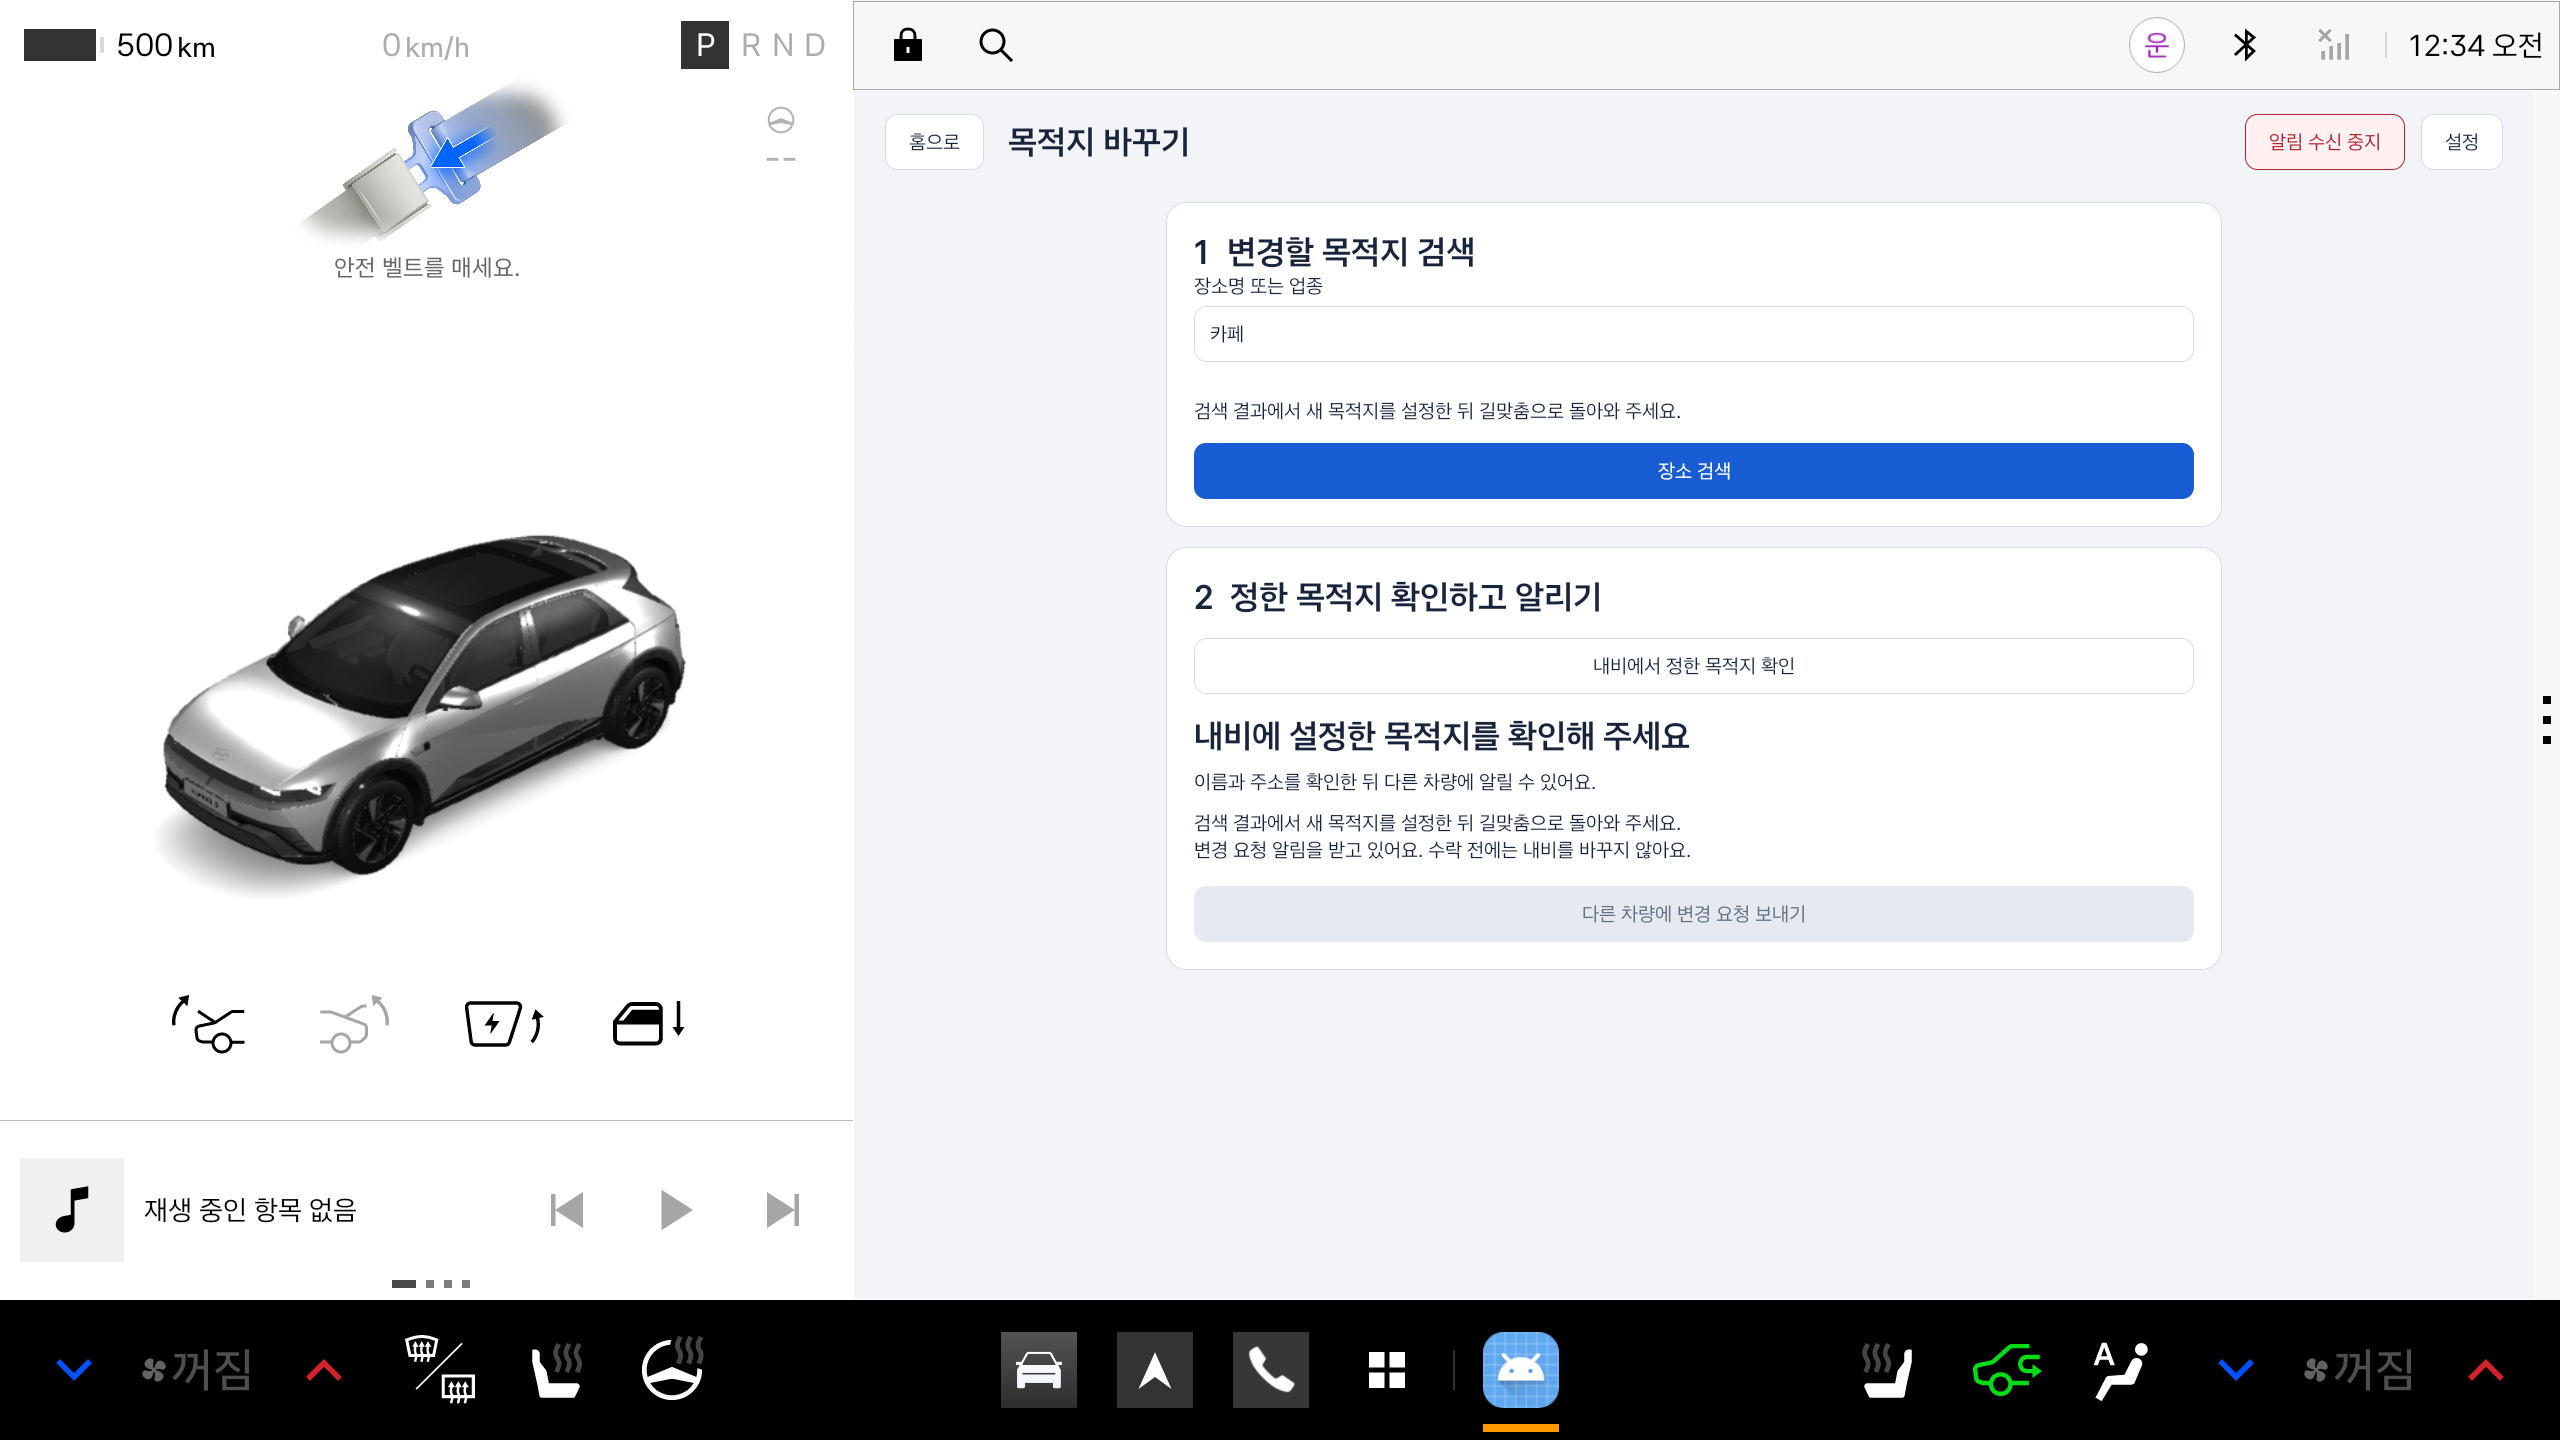 500 km
0 km/h
P R N D
안전 벨트를 매세요.
재생 중인 항목 없음
운
12:34 오전
홈으로
목적지 바꾸기
알림 수신 중지
설정
1 변경할 목적지 검색
장소명 또는 업종
카페
검색 결과에서 새 목적지를 설정한 뒤 길맞춤으로 돌아와 주세요.
장소 검색
2 정한 목적지 확인하고 알리기
내비에서 정한 목적지 확인
내비에 설정한 목적지를 확인해 주세요
이름과 주소를 확인한 뒤 다른 차량에 알릴 수 있어요.
검색 결과에서 새 목적지를 설정한 뒤 길맞춤으로 돌아와 주세요.
변경 요청 알림을 받고 있어요. 수락 전에는 내비를 바꾸지 않아요.
다른 차량에 변경 요청 보내기
꺼짐
A
꺼짐